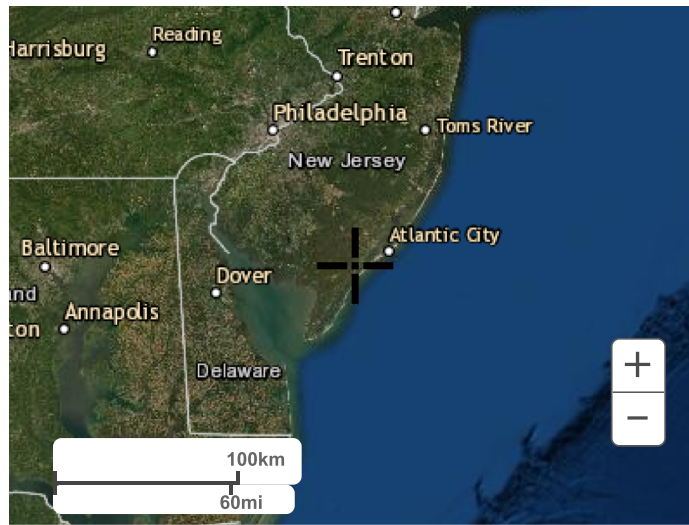 Reading
Harrisburg
Trenton
Philadelphia
Toms River
New Jersey
Atlantic City
Baltimore
Dover
nd
Annapolis
ton
Delaware
+
−
100km
60mi